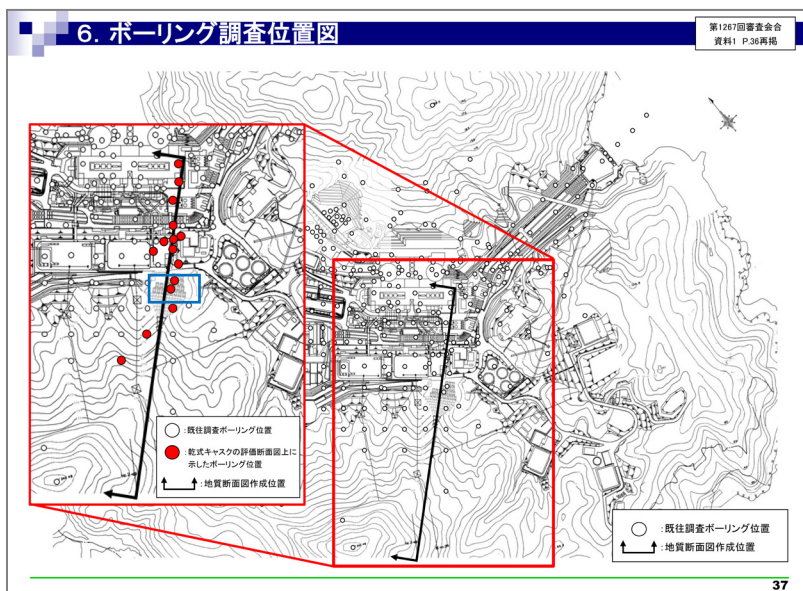 6. ボーリング調査位置図
第1267回審査会合
資料1 P.36再掲
:既往調査ボーリング位置
:乾式キャスクの評価断面図上に
示したボーリング位置
:地質断面図作成位置
:既往調査ボーリング位置
:地質断面図作成位置
37